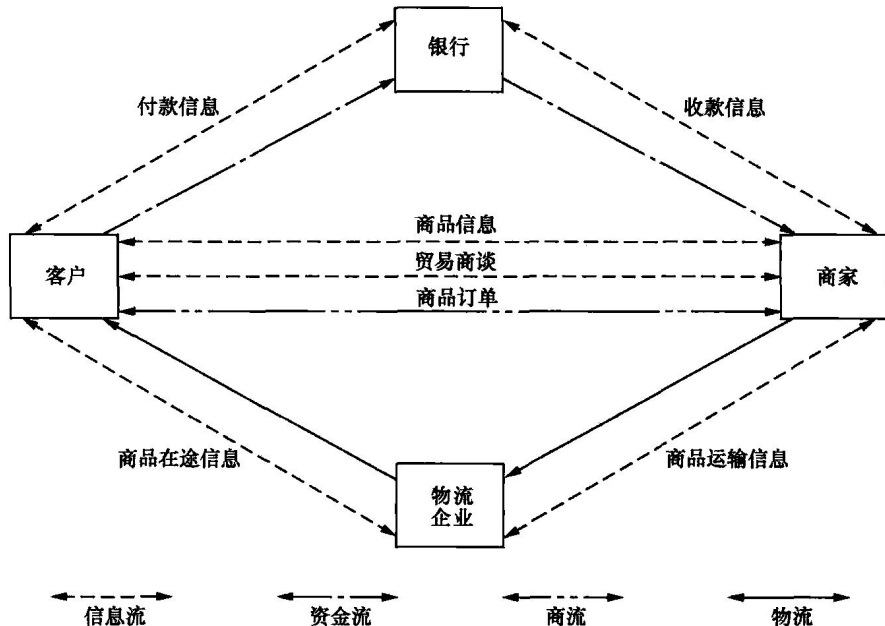 银行
付款信息
收款信息
商品信息
客户
贸易商谈
商家
商品订单
商品在途信息
商品运输信息
物流
企业
信息流
资金流
商流
物流